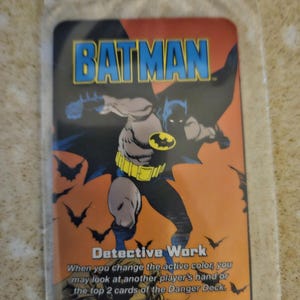 BATMAN™
Detective Work
When you change the active color, you
may look at another player's hand or
the top 2 cards of the Danger Deck.